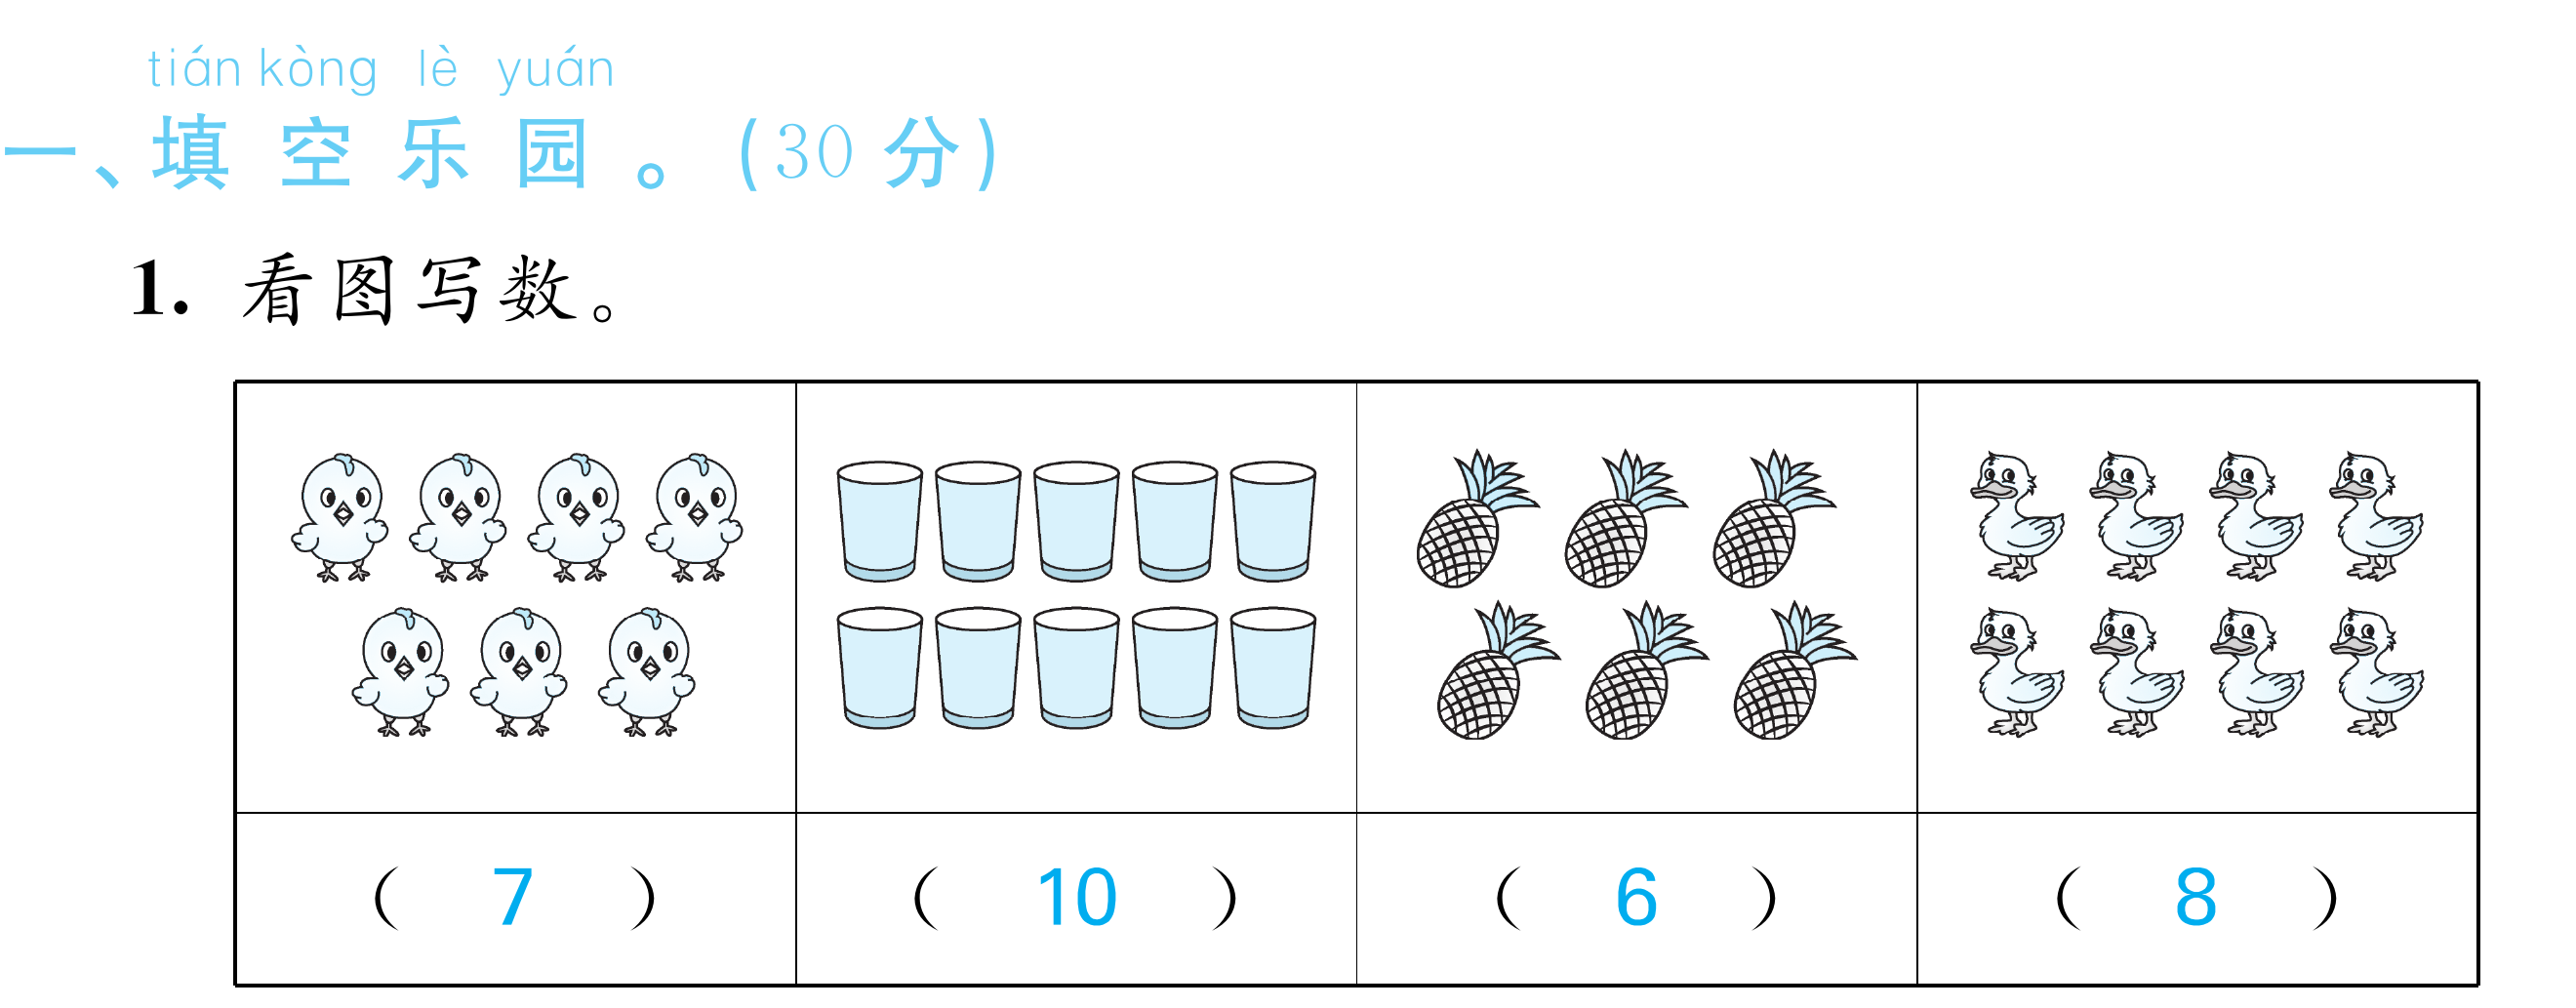 tián kòng lè yuán
一、填空乐园。(30分)
1. 看图写数。
( 7 ) ( 10 ) ( 6 ) ( 8 )